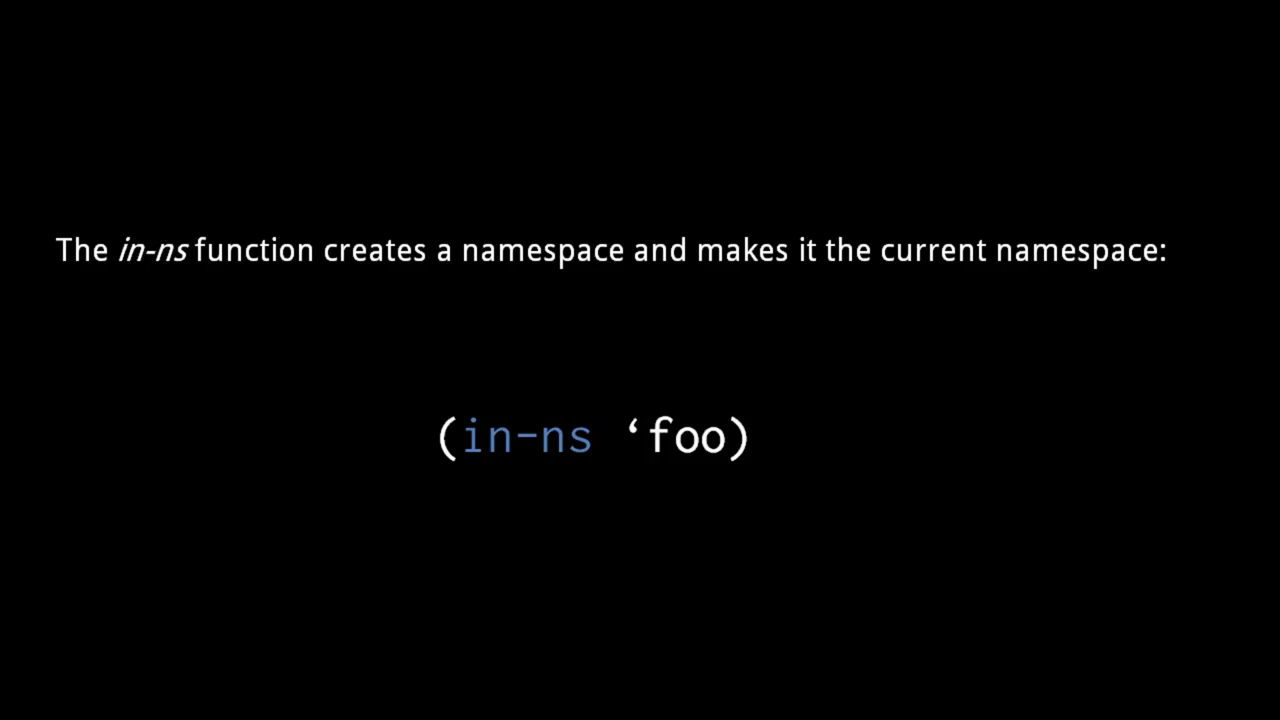 The in-ns function creates a namespace and makes it the current namespace:
(in-ns ‘foo)